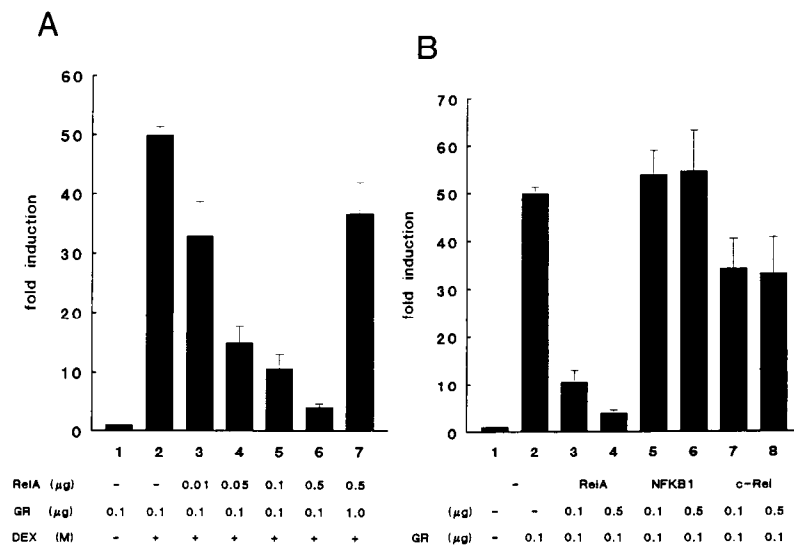 A
60
50
40
30
20
10
0
fold induction
1 2 3 4 5 6 7
RelA (μg) - - 0.01 0.05 0.1 0.5 0.5
GR (μg) 0.1 0.1 0.1 0.1 0.1 0.1 1.0
DEX (M) - + + + + + +
B
70
60
50
40
30
20
10
0
fold induction
1 2 3 4 5 6 7 8
- RelA NFKB1 c-Rel
(μg) - - 0.1 0.5 0.1 0.5 0.1 0.5
GR (μg) - 0.1 0.1 0.1 0.1 0.1 0.1 0.1